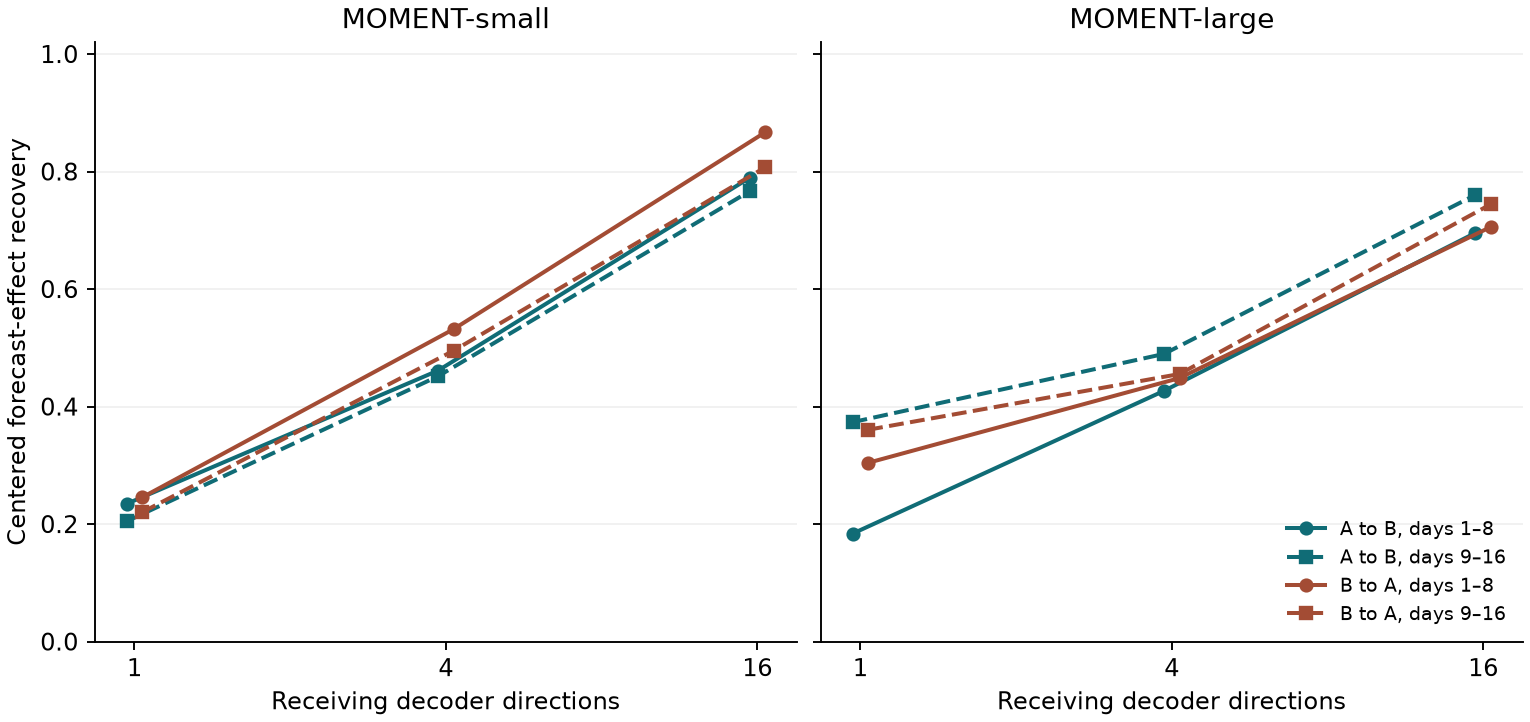 MOMENT-small
MOMENT-large
Centered forecast-effect recovery
1.0
0.8
0.6
0.4
0.2
0.0
1 4 16
1 4 16
Receiving decoder directions
Receiving decoder directions
A to B, days 1–8
A to B, days 9–16
B to A, days 1–8
B to A, days 9–16